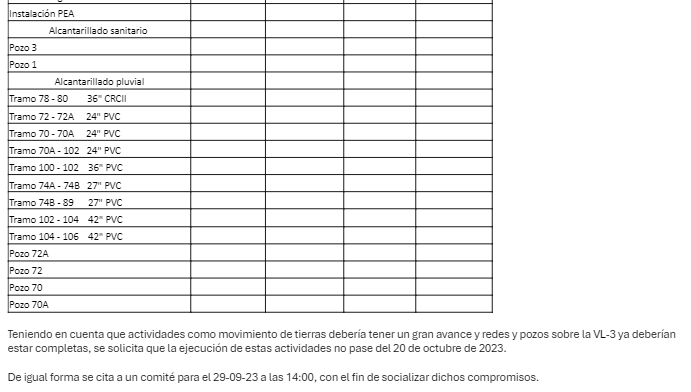 Instalación PEA
Alcantarillado sanitario
Pozo 3
Pozo 1
Alcantarillado pluvial
Tramo 78 - 80 36" CRCII
Tramo 72 - 72A 24" PVC
Tramo 70 - 70A 24" PVC
Tramo 70A - 102 24" PVC
Tramo 100 - 102 36" PVC
Tramo 74A - 74B 27" PVC
Tramo 74B - 89 27" PVC
Tramo 102 - 104 42" PVC
Tramo 104 - 106 42" PVC
Pozo 72A
Pozo 72
Pozo 70
Pozo 70A
Teniendo en cuenta que actividades como movimiento de tierras debería tener un gran avance y redes y pozos sobre la VL-3 ya deberían
estar completas, se solicita que la ejecución de estas actividades no pase del 20 de octubre de 2023.
De igual forma se cita a un comité para el 29-09-23 a las 14:00, con el fin de socializar dichos compromisos.